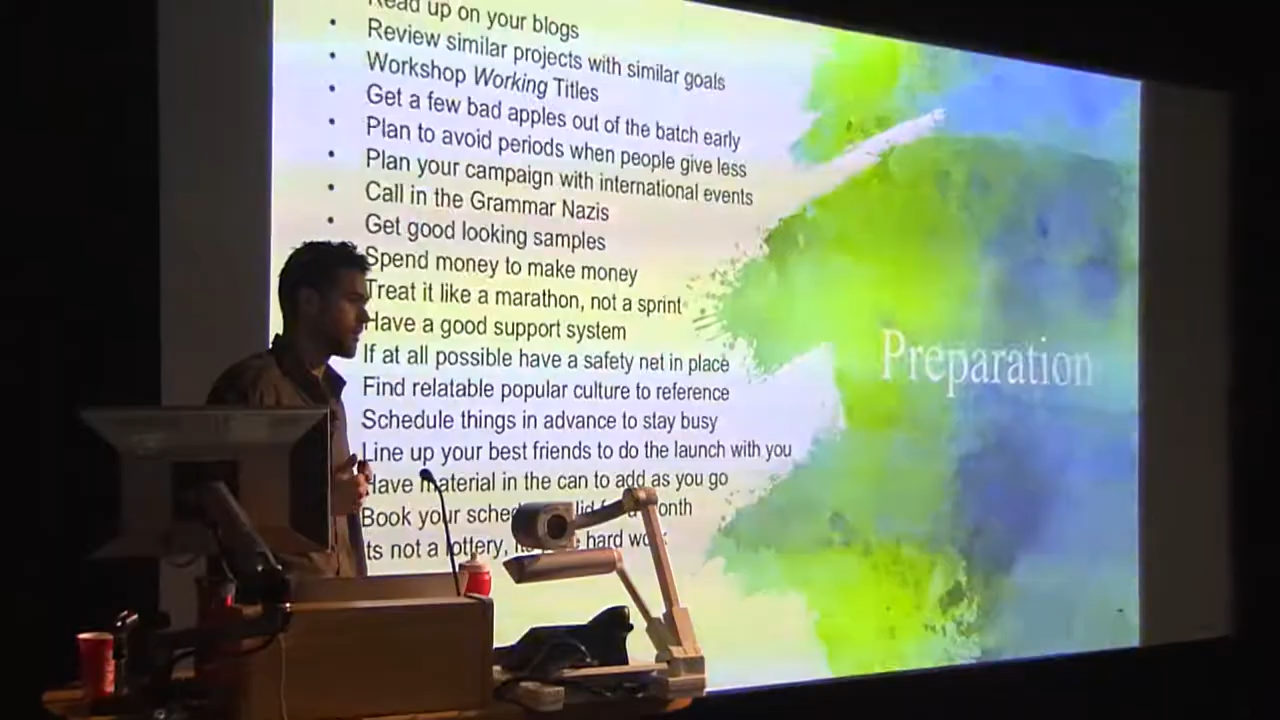 Read up on your blogs
Review similar projects with similar goals
Workshop Working Titles
Get a few bad apples out of the batch early
Plan to avoid periods when people give less
Plan your campaign with international events
Call in the Grammar Nazis
Get good looking samples
Spend money to make money
Treat it like a marathon, not a sprint
Have a good support system
If at all possible have a safety net in place
Find relatable popular culture to reference
Schedule things in advance to stay busy
Line up your best friends to do the launch with you
Have material in the can to add as you go
Book your
Its not a lottery, hard
Preparation